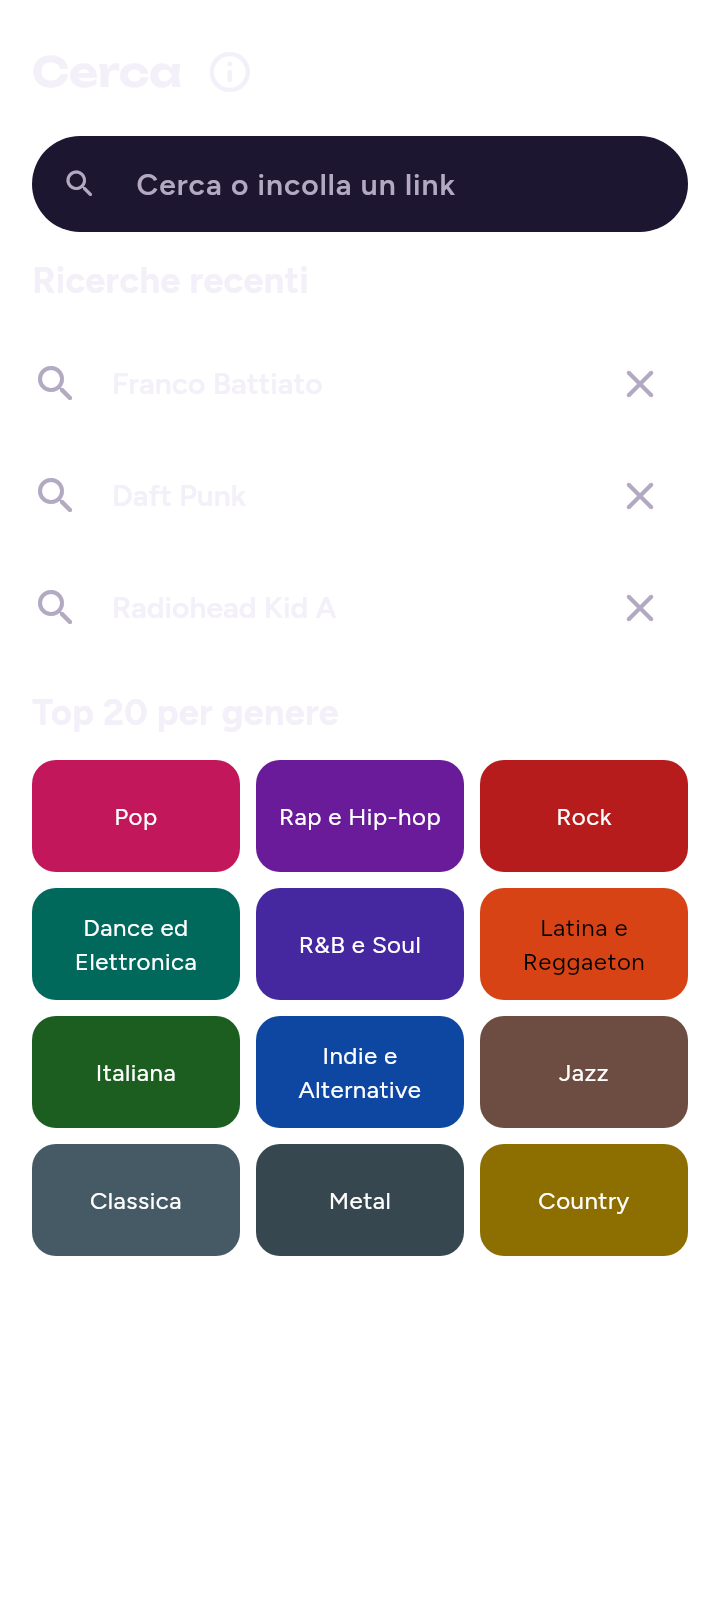 Cerca
Cerca o incolla un link
Ricerche recenti
Franco Battiato
Daft Punk
Radiohead Kid A
Top 20 per genere
Pop
Rap e Hip-hop
Rock
Dance ed
Elettronica
R&B e Soul
Latina e
Reggaeton
Italiana
Indie e
Alternative
Jazz
Classica
Metal
Country